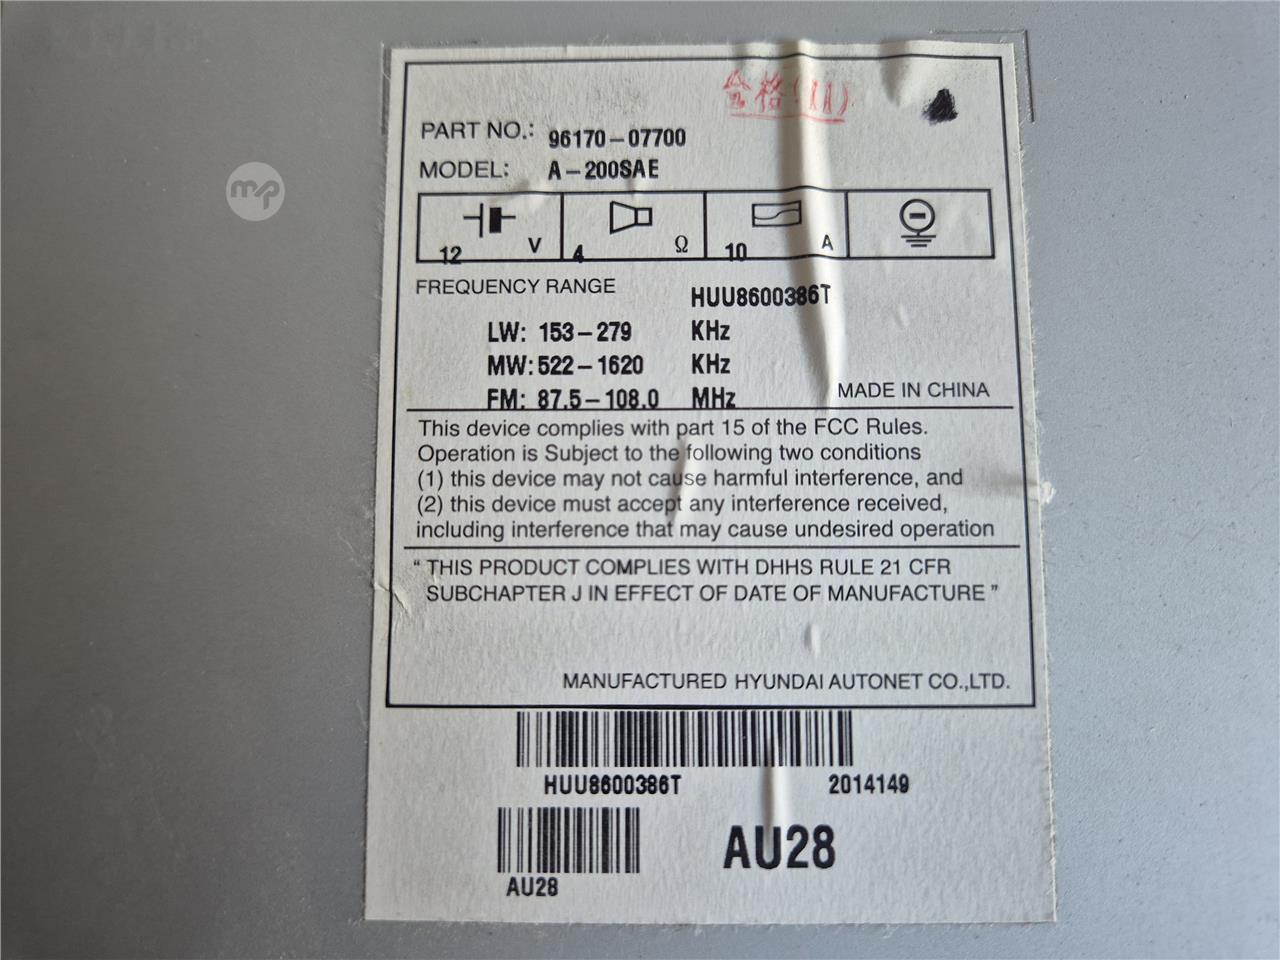 合格(11)
PART NO.: 96170-07700
MODEL: A-200SAE
12 V 4 Ω 10 A
FREQUENCY RANGE
HUU8600386T
LW: 153-279 KHz
MW: 522-1620 KHz
FM: 87.5-108.0 MHz
MADE IN CHINA
This device complies with part 15 of the FCC Rules.
Operation is Subject to the following two conditions
(1) this device may not cause harmful interference, and
(2) this device must accept any interference received,
including interference that may cause undesired operation
" THIS PRODUCT COMPLIES WITH DHHS RULE 21 CFR
SUBCHAPTER J IN EFFECT OF DATE OF MANUFACTURE "
MANUFACTURED HYUNDAI AUTONET CO.,LTD.
HUU8600386T 2014149
AU28
AU28
mp